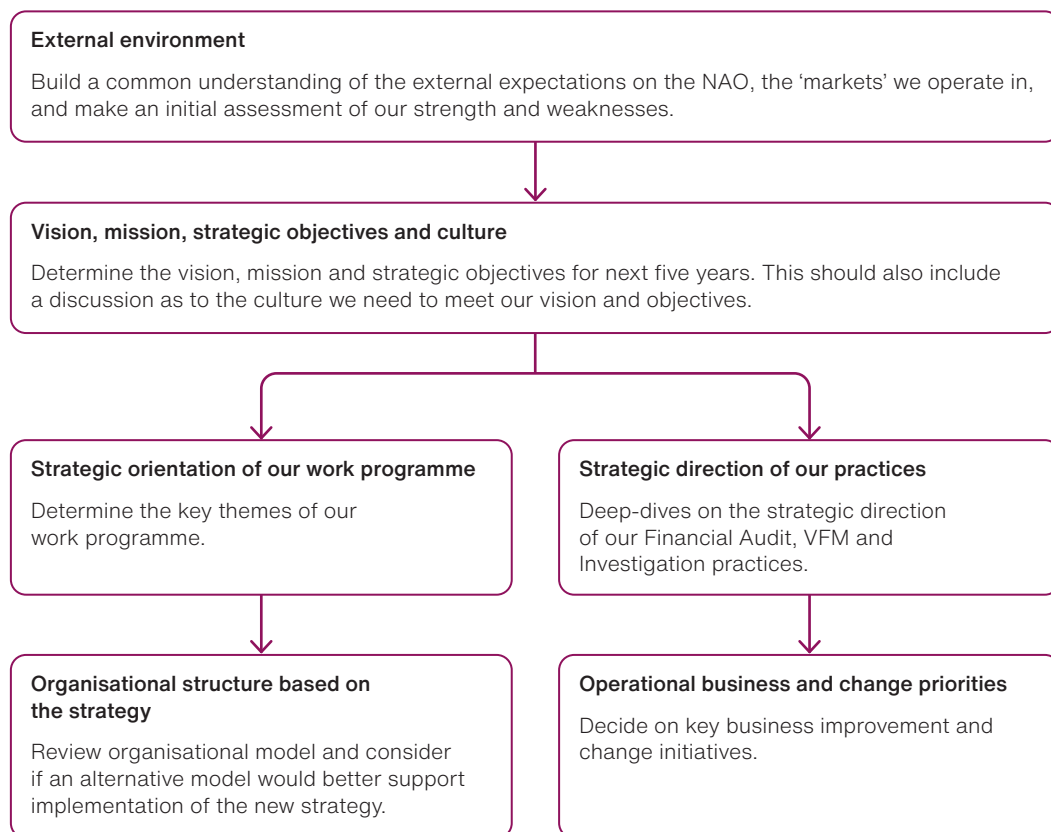 External environment
Build a common understanding of the external expectations on the NAO, the ‘markets’ we operate in,
and make an initial assessment of our strength and weaknesses.
Vision, mission, strategic objectives and culture
Determine the vision, mission and strategic objectives for next five years. This should also include
a discussion as to the culture we need to meet our vision and objectives.
Strategic orientation of our work programme
Determine the key themes of our
work programme.
Strategic direction of our practices
Deep-dives on the strategic direction
of our Financial Audit, VFM and
Investigation practices.
Organisational structure based on
the strategy
Review organisational model and consider
if an alternative model would better support
implementation of the new strategy.
Operational business and change priorities
Decide on key business improvement and
change initiatives.